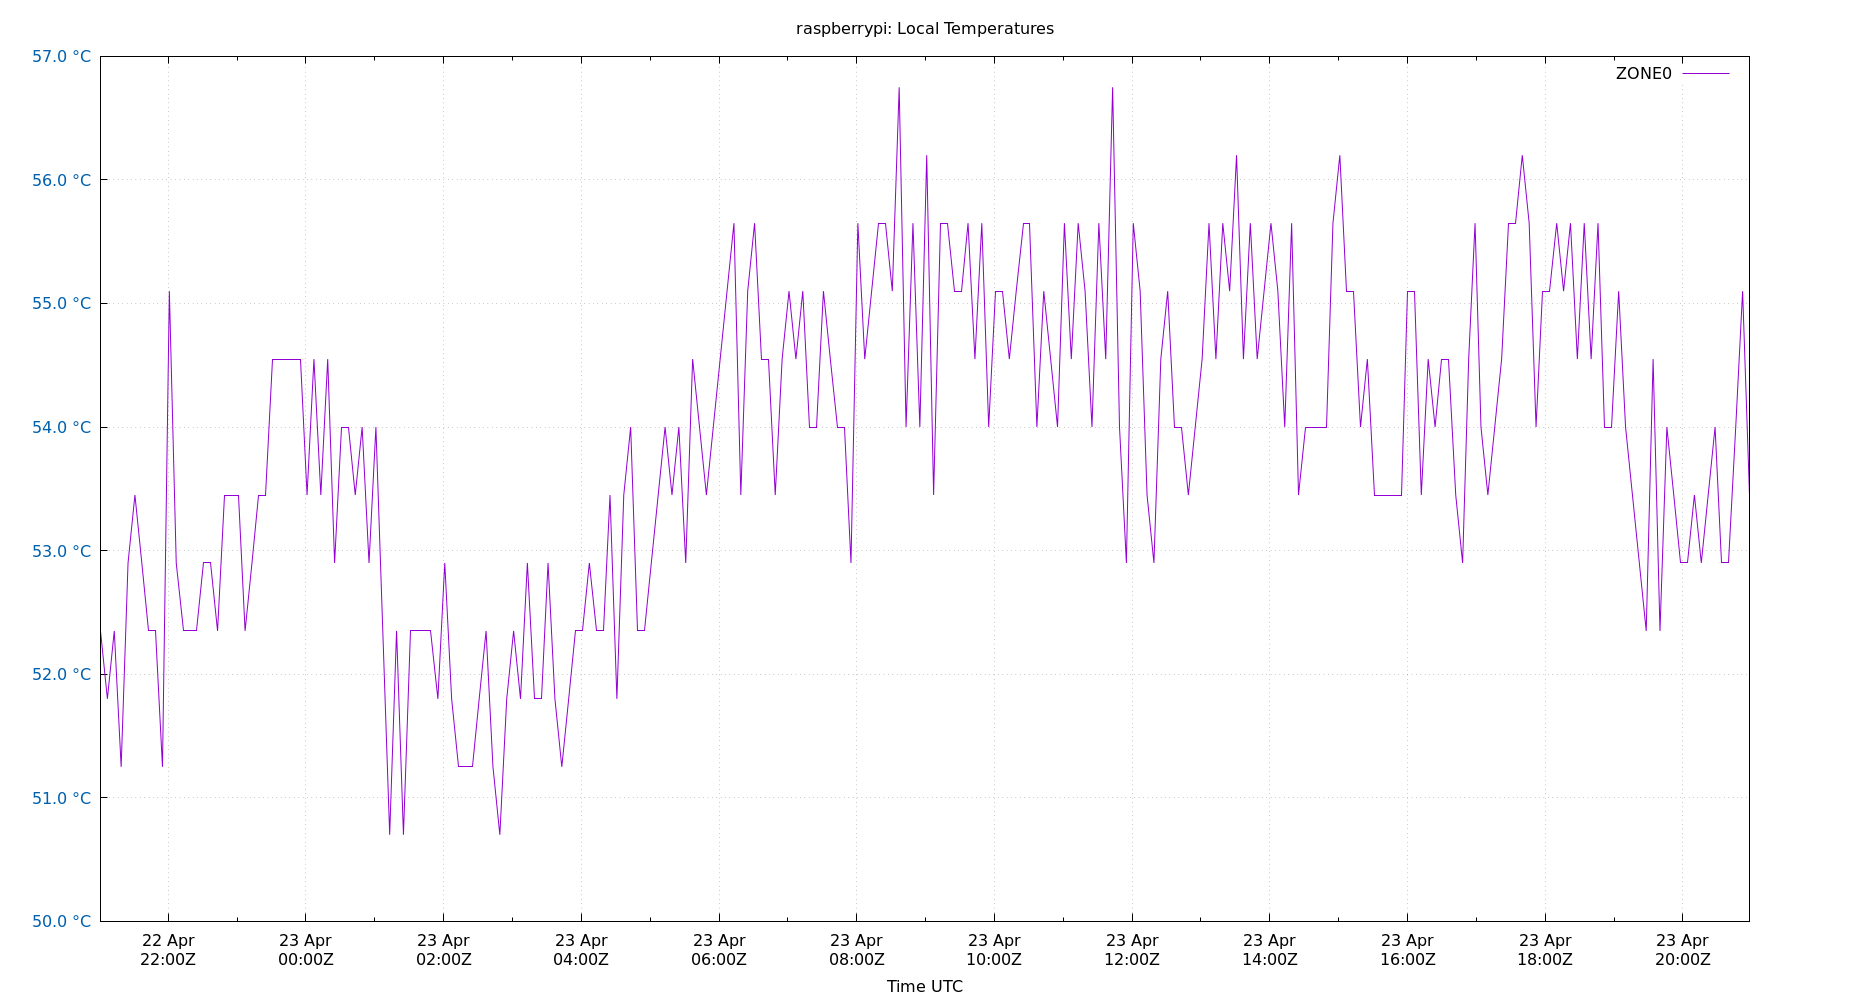 raspberrypi: Local Temperatures
57.0 °C
ZONE0
56.0 °C
55.0 °C
54.0 °C
53.0 °C
52.0 °C
51.0 °C
50.0 °C
22 Apr 23 Apr 23 Apr 23 Apr 23 Apr 23 Apr 23 Apr 23 Apr 23 Apr 23 Apr 23 Apr 23 Apr
22:00Z 00:00Z 02:00Z 04:00Z 06:00Z 08:00Z 10:00Z 12:00Z 14:00Z 16:00Z 18:00Z 20:00Z
Time UTC